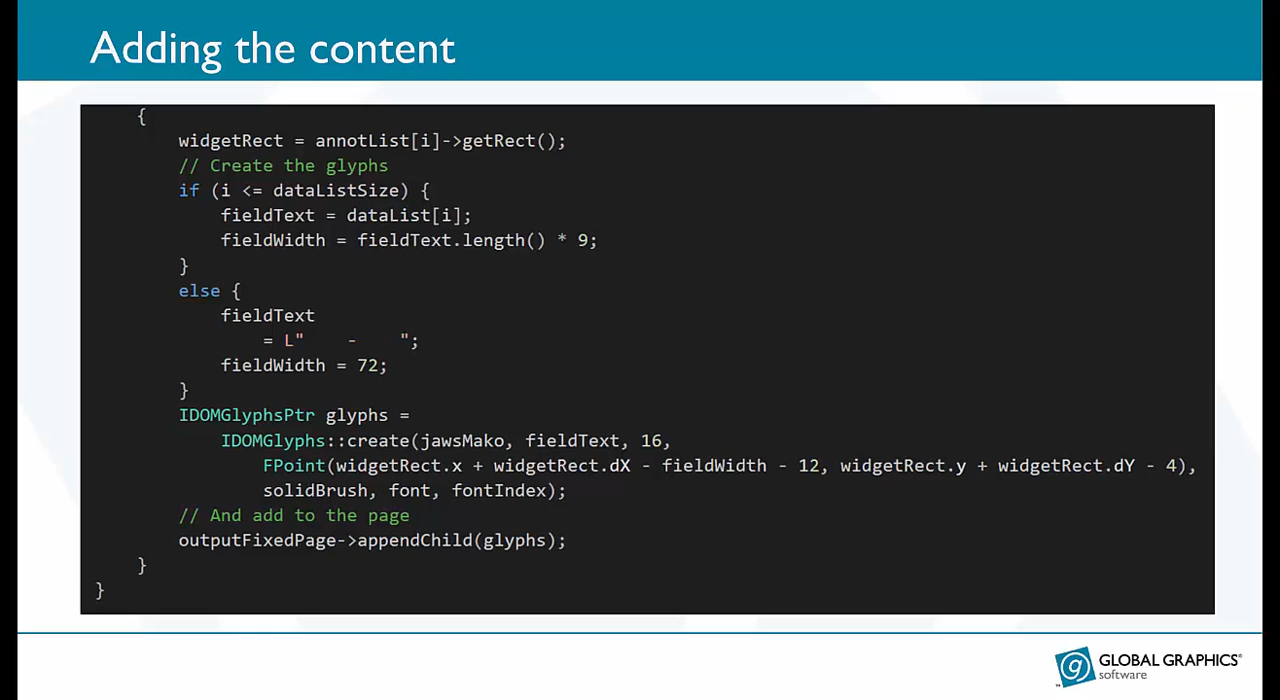 Adding the content
{
widgetRect = annotList[i]->getRect();
// Create the glyphs
if (i <= dataListSize) {
fieldText = dataList[i];
fieldWidth = fieldText.length() * 9;
}
else {
fieldText
= L"    -    ";
fieldWidth = 72;
}
IDOMGlyphsPtr glyphs =
IDOMGlyphs::create(jawsMako, fieldText, 16,
FPoint(widgetRect.x + widgetRect.dX - fieldWidth - 12, widgetRect.y + widgetRect.dY - 4),
solidBrush, font, fontIndex);
// And add to the page
outputFixedPage->appendChild(glyphs);
}
}
g
GLOBAL GRAPHICS®
software
™